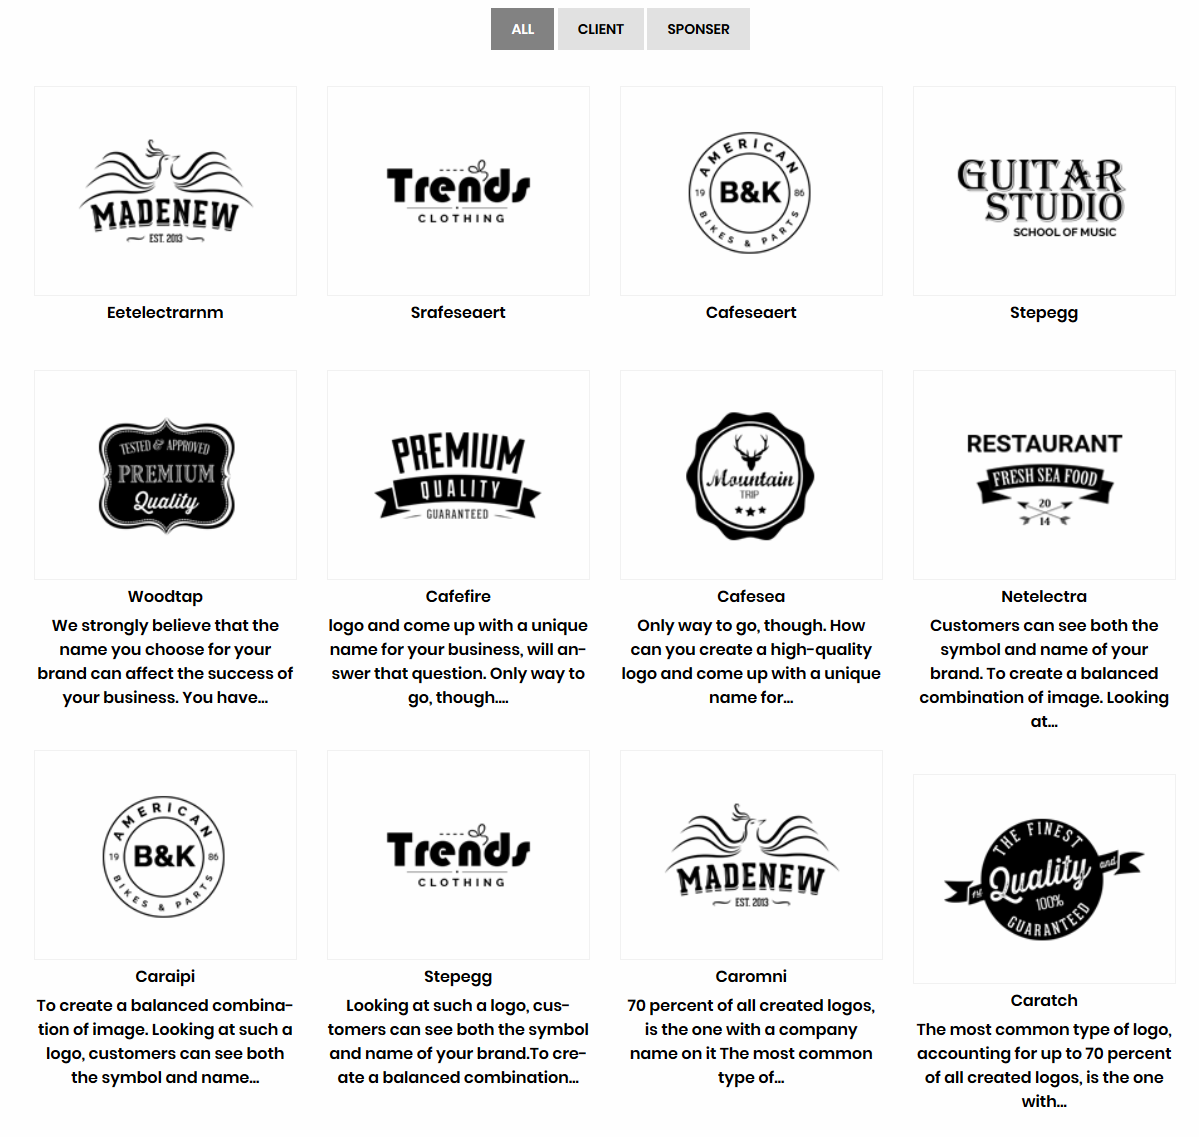 ALL CLIENT SPONSER
MADENEW
EST. 2013
Eetelectrarnm
Trends
CLOTHING
Srafeseaert
AMERICAN
19 B&K 86
BIKES & PARTS
Cafeseaert
GUITAR
STUDIO
SCHOOL OF MUSIC
Stepegg
TESTED & APPROVED
PREMIUM
Quality
Woodtap
We strongly believe that the
name you choose for your
brand can affect the success of
your business. You have...
PREMIUM
QUALITY
GUARANTEED
Cafefire
logo and come up with a unique
name for your business, will an-
swer that question. Only way to
go, though....
Mountain
TRIP
Cafesea
Only way to go, though. How
can you create a high-quality
logo and come up with a unique
name for...
RESTAURANT
FRESH SEA FOOD
20
14
Netelectra
Customers can see both the
symbol and name of your
brand. To create a balanced
combination of image. Looking
at...
AMERICAN
19 B&K 86
BIKES & PARTS
Caraipi
To create a balanced combina-
tion of image. Looking at such a
logo, customers can see both
the symbol and name...
Trends
CLOTHING
Stepegg
Looking at such a logo, cus-
tomers can see both the symbol
and name of your brand.To cre-
ate a balanced combination...
MADENEW
EST. 2013
Caromni
70 percent of all created logos,
is the one with a company
name on it The most common
type of...
THE FINEST
Quality and
100%
GUARANTEED
Caratch
The most common type of logo,
accounting for up to 70 percent
of all created logos, is the one
with...